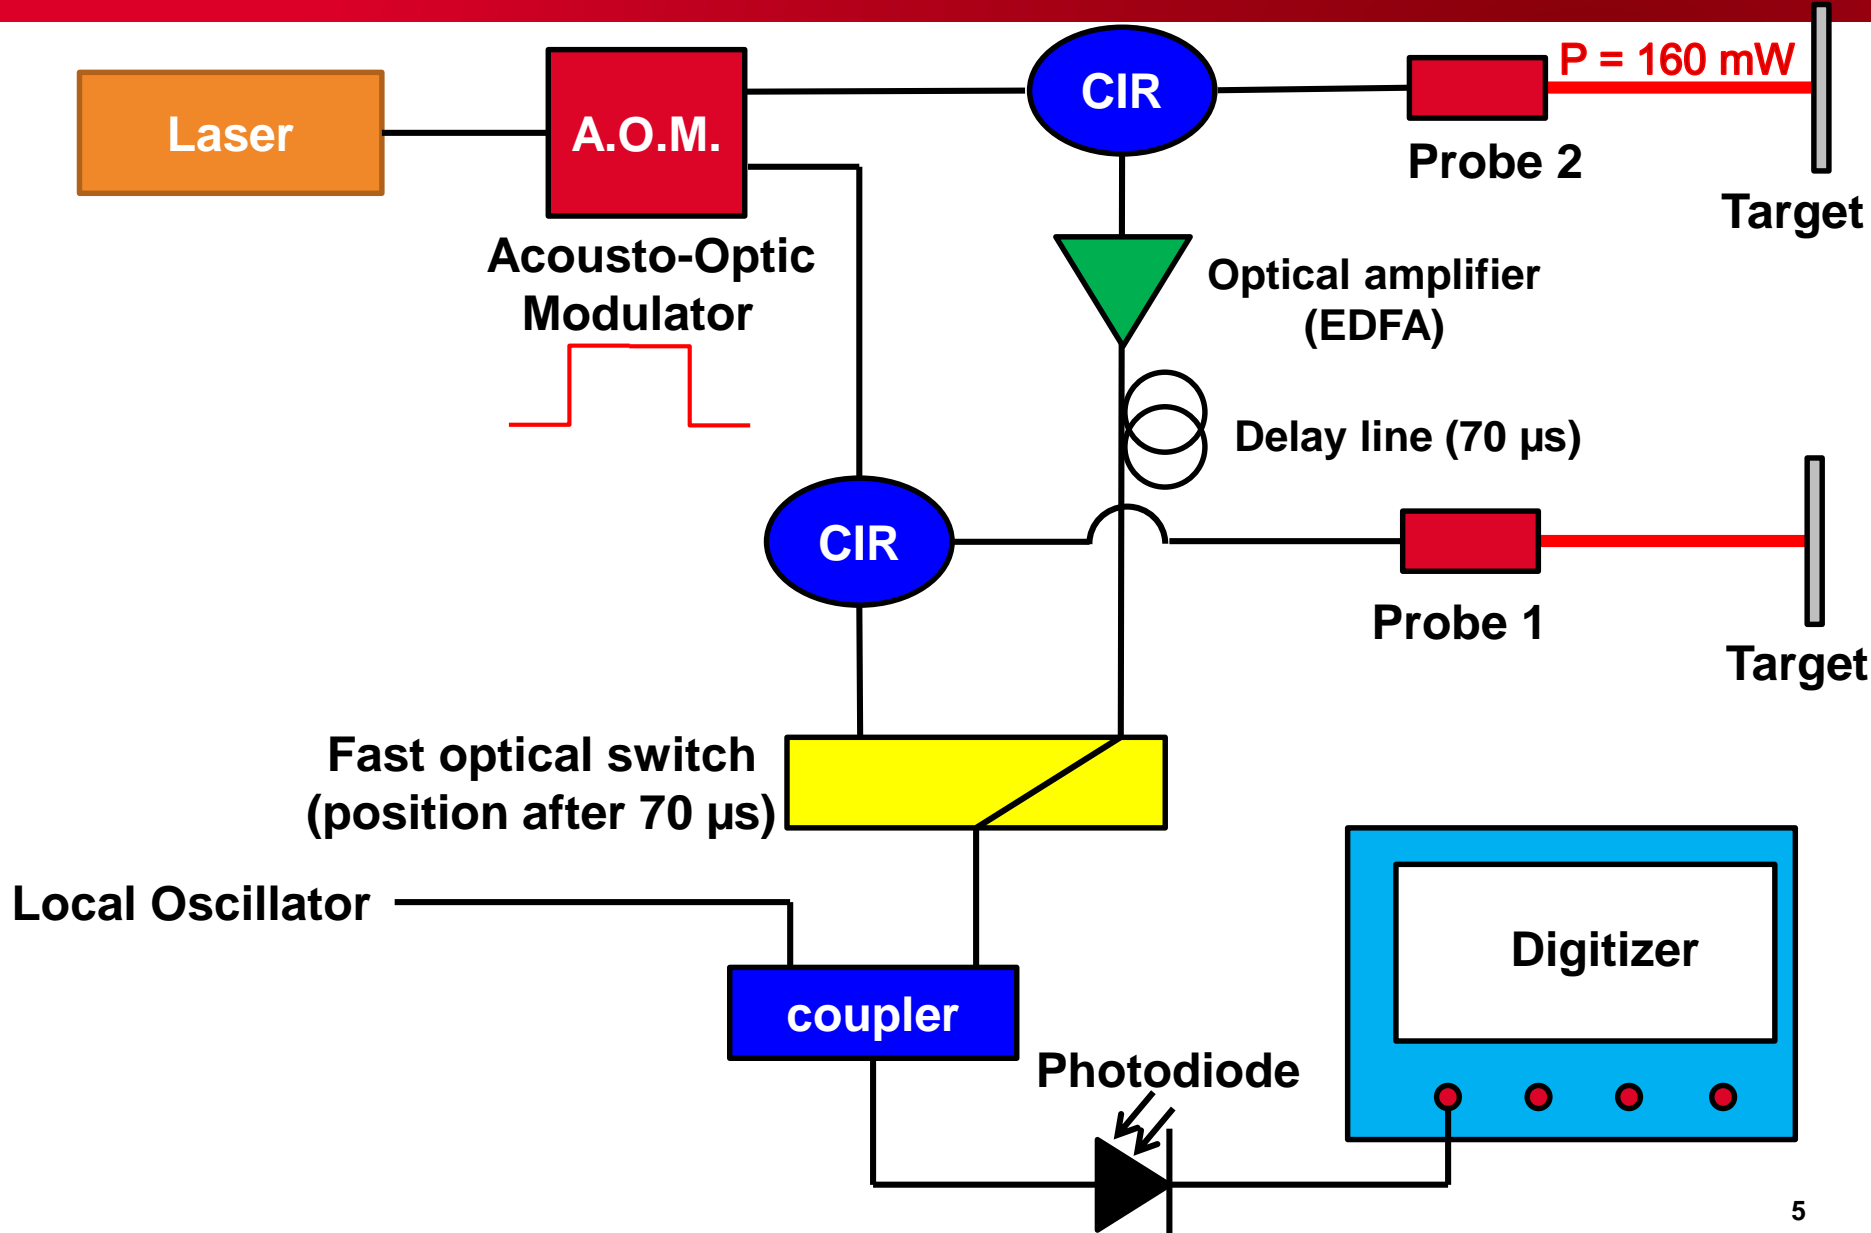 P = 160 mW
CIR
Laser
A.O.M.
Probe 2
Target
Acousto-Optic
Modulator
Optical amplifier
(EDFA)
Delay line (70 µs)
CIR
Probe 1
Target
Fast optical switch
(position after 70 µs)
Local Oscillator
Digitizer
coupler
Photodiode
5